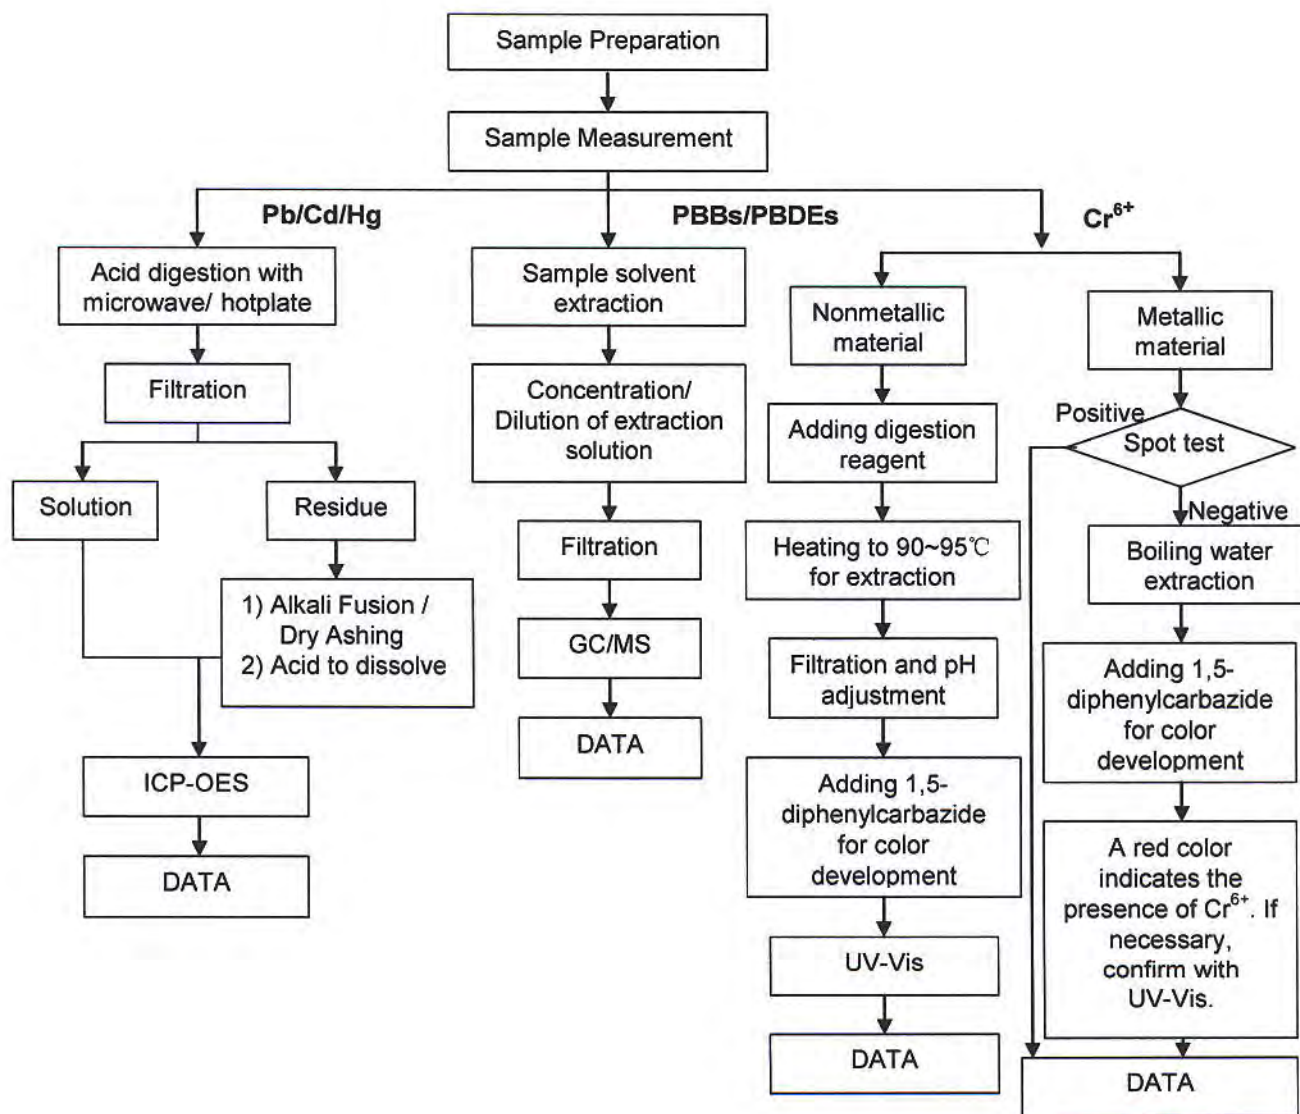 Sample Preparation
Sample Measurement
Pb/Cd/Hg
PBBs/PBDEs
Cr⁶⁺
Acid digestion with
microwave/ hotplate
Filtration
Solution
Residue
1) Alkali Fusion /
Dry Ashing
2) Acid to dissolve
ICP-OES
DATA
Sample solvent
extraction
Concentration/
Dilution of extraction
solution
Filtration
GC/MS
DATA
Nonmetallic
material
Adding digestion
reagent
Heating to 90~95℃
for extraction
Filtration and pH
adjustment
Adding 1,5-
diphenylcarbazide
for color
development
UV-Vis
DATA
Metallic
material
Positive
Spot test
Negative
Boiling water
extraction
Adding 1,5-
diphenylcarbazide
for color
development
A red color
indicates the
presence of Cr⁶⁺. If
necessary,
confirm with
UV-Vis.
DATA